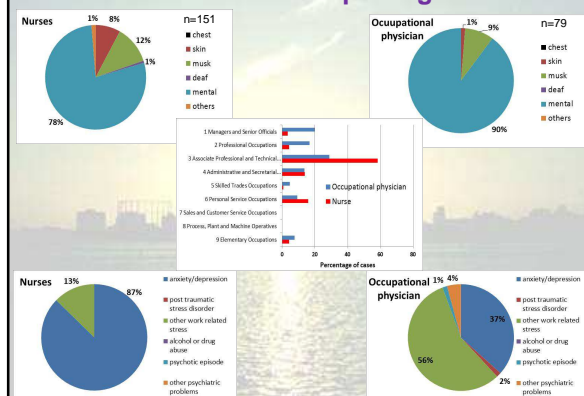 Nurses
n=151
1%
8%
12%
1%
78%
chest
skin
musk
deaf
mental
others
Occuupational
physician
n=79
1%
9%
90%
chest
skin
musk
deaf
mental
others
1 Managers and Senior Officials
2 Professional Occupations
3 Associate Professional and Technical...
4 Administrative and Secretarial...
5 Skilled Trades Occupations
6 Personal Service Occupations
7 Sales and Customer Service Occupations
8 Process, Plant and Machine Operatives
9 Elementary Occupations
Occupational physician
Nurse
0 20 40 60 80
Percentage of cases
Nurses
13%
87%
anxiety/depression
post traumatic
stress disorder
other work related
stress
alcohol or drug
abuse
psychotic episode
other psychiatric
problems
Occupational
physician
1%
4%
37%
56%
2%
anxiety/depression
post traumatic
stress disorder
other work related
stress
alcohol or drug
abuse
psychotic episode
other psychiatric
problems